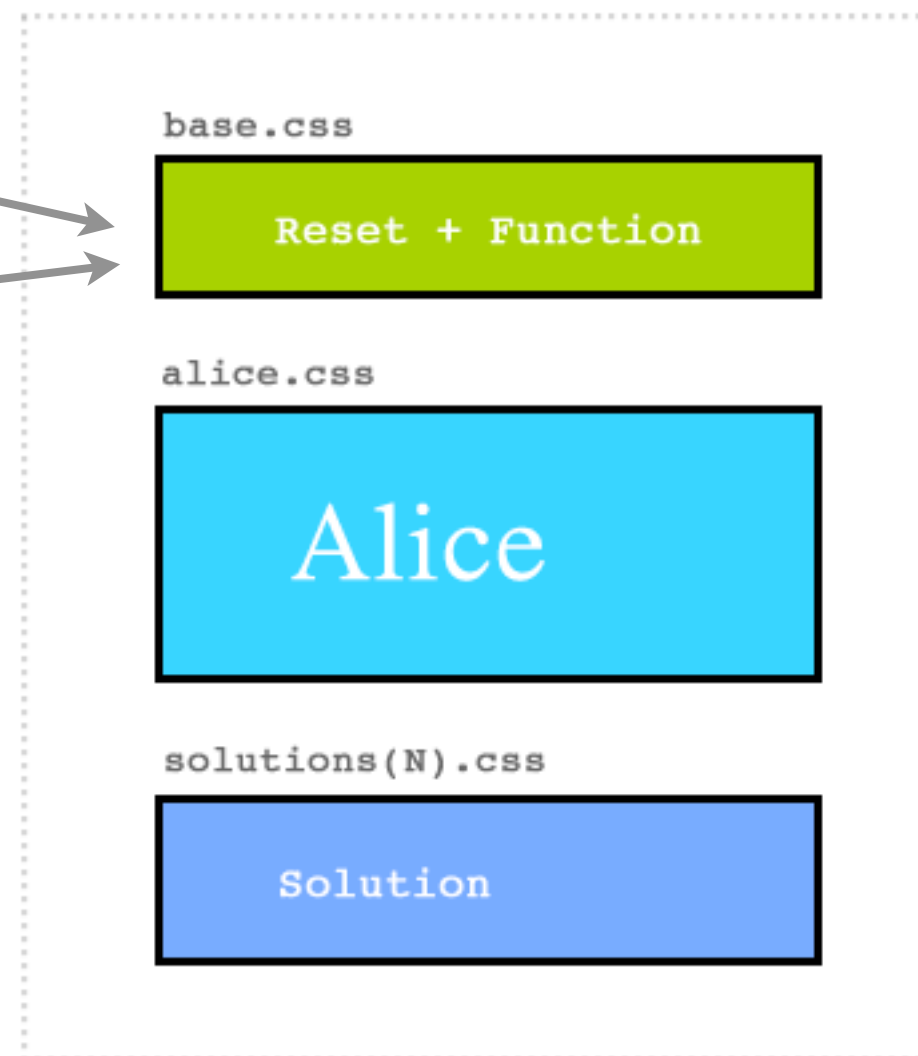 base.css
Reset + Function
alice.css
Alice
solutions(N).css
Solution